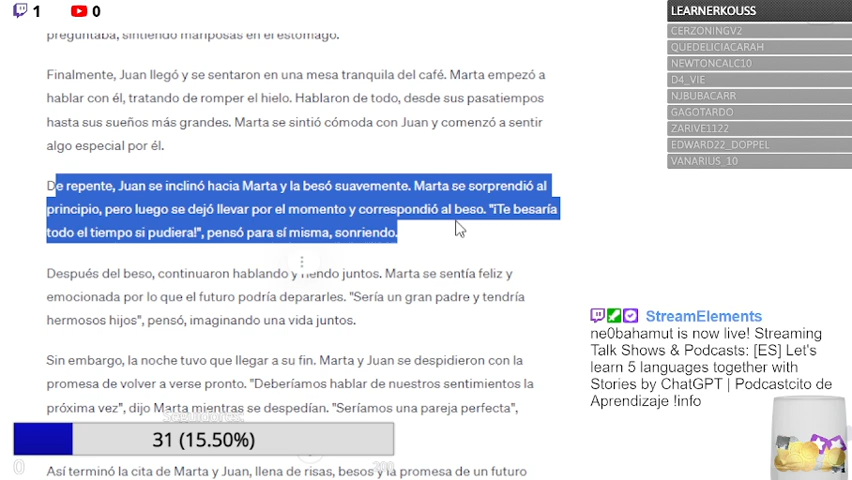 1
0
LEARNERKOUSS
CERZONINGV2
QUEDELICIACARAH
NEWTONCALC10
D4_VIE
NJBUBACARR
GAGOTARDO
ZARIVE1122
EDWARD22_DOPPEL
VANARIUS_10
preguntaba, sintiendo mariposas en el estómago.
Finalmente, Juan llegó y se sentaron en una mesa tranquila del café. Marta empezó a
hablar con él, tratando de romper el hielo. Hablaron de todo, desde sus pasatiempos
hasta sus sueños más grandes. Marta se sintió cómoda con Juan y comenzó a sentir
algo especial por él.
De repente, Juan se inclinó hacia Marta y la besó suavemente. Marta se sorprendió al
principio, pero luego se dejó llevar por el momento y correspondió al beso. "¡Te besaría
todo el tiempo si pudiera!", pensó para sí misma, sonriendo.
Después del beso, continuaron hablando y riendo juntos. Marta se sentía feliz y
emocionada por lo que el futuro podría depararles. "Sería un gran padre y tendría
hermosos hijos", pensó, imaginando una vida juntos.
Sin embargo, la noche tuvo que llegar a su fin. Marta y Juan se despidieron con la
promesa de volver a verse pronto. "Deberíamos hablar de nuestros sentimientos la
próxima vez", dijo Marta mientras se despedían. "Seríamos una pareja perfecta",
31 (15.50%)
0
200
Así terminó la cita de Marta y Juan, llena de risas, besos y la promesa de un futuro
StreamElements
ne0bahamut is now live! Streaming
Talk Shows & Podcasts: [ES] Let's
learn 5 languages together with
Stories by ChatGPT | Podcastcito de
Aprendizaje !info